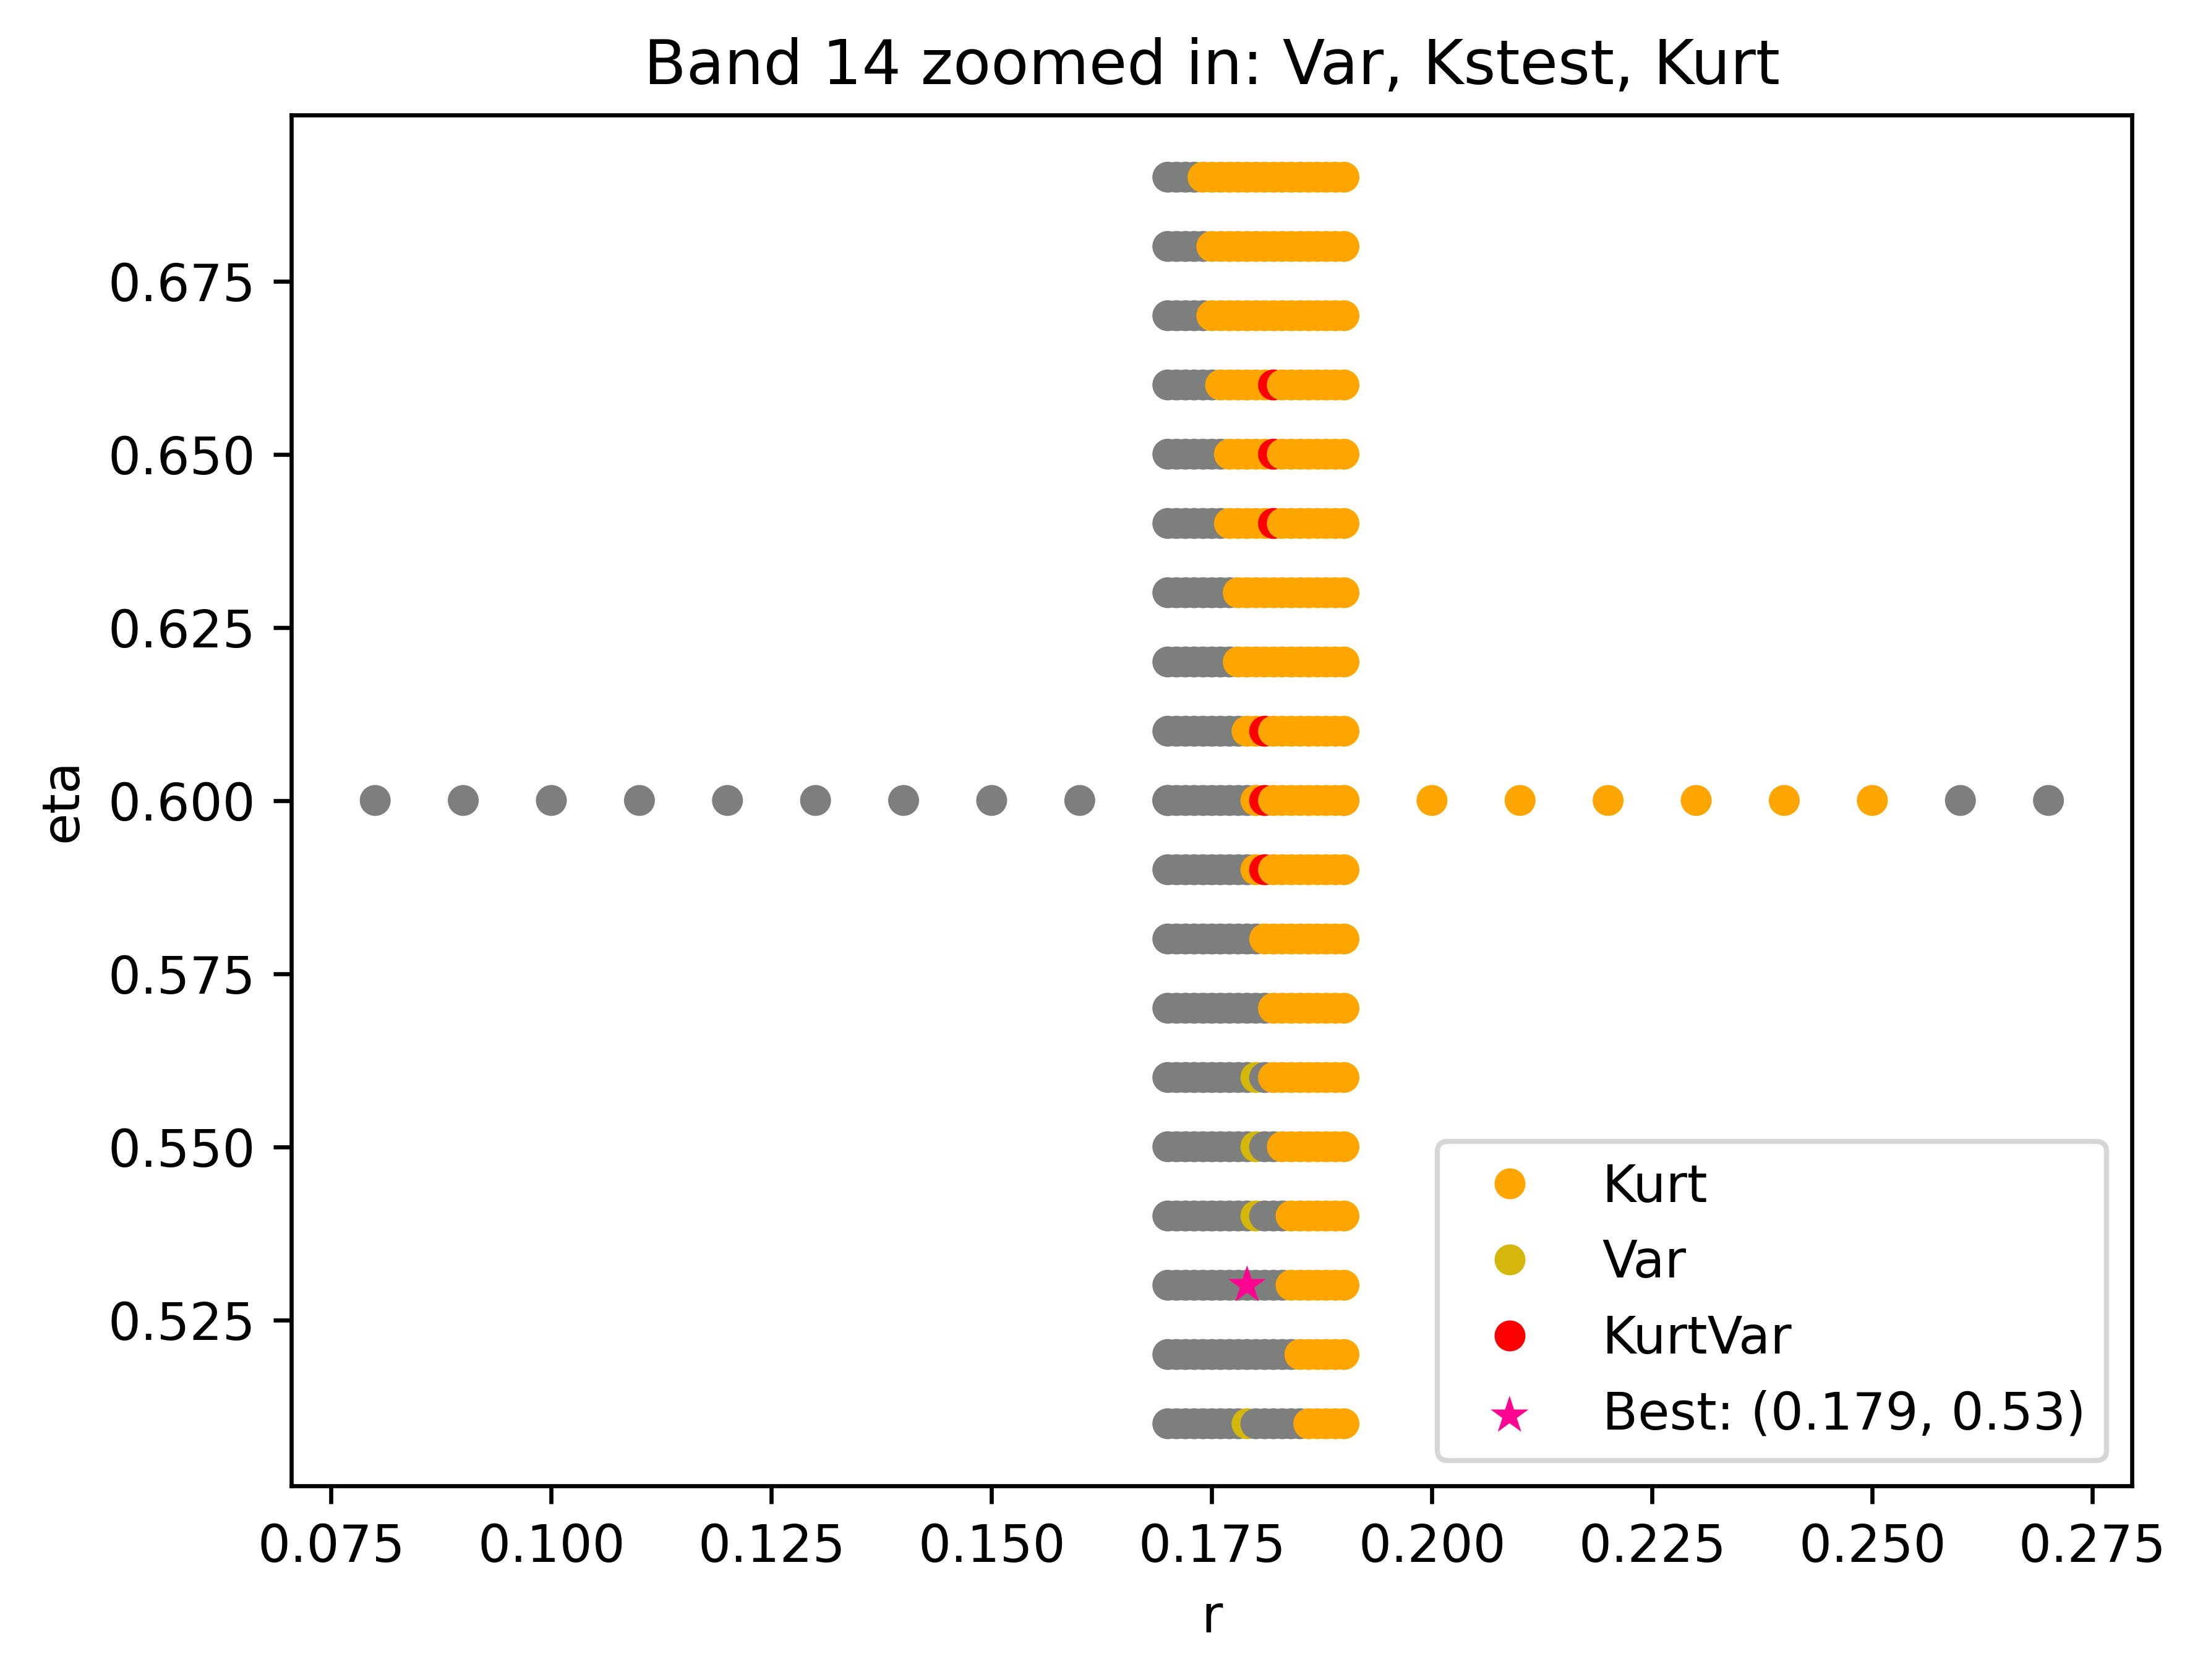 Band 14 zoomed in: Var, Kstest, Kurt
eta
0.675
0.650
0.625
0.600
0.575
0.550
0.525
Kurt
Var
KurtVar
Best: (0.179, 0.53)
0.075 0.100 0.125 0.150 0.175 0.200 0.225 0.250 0.275
r